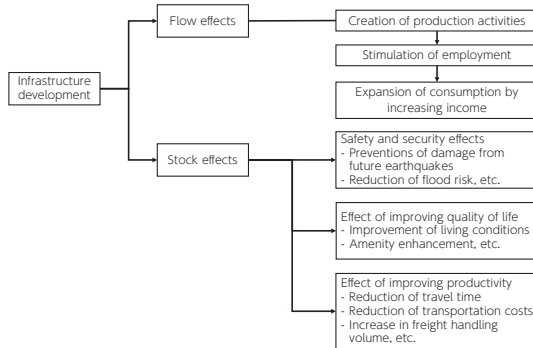 Infrastructure
development
Flow effects
Creation of production activities
Stimulation of employment
Expansion of consumption by
increasing income
Stock effects
Safety and security effects
- Preventions of damage from
future earthquakes
- Reduction of flood risk, etc.
Effect of improving quality of life
- Improvement of living conditions
- Amenity enhancement, etc.
Effect of improving productivity
- Reduction of travel time
- Reduction of transportation costs
- Increase in freight handling
volume, etc.